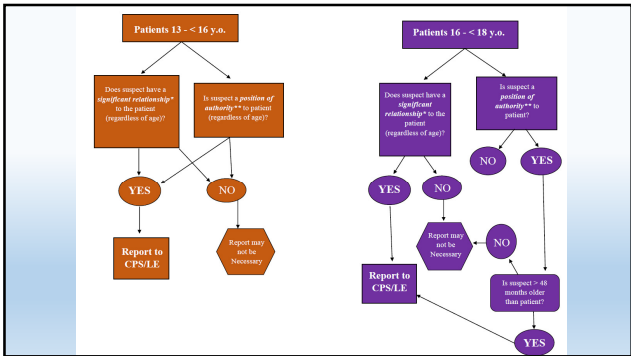 Patients 13 - < 16 y.o.
Does suspect have a
significant relationship*
to the patient
(regardless of age)?
Is suspect a position of
authority** to patient
(regardless of age)?
YES
NO
Report to
CPS/LE
Report may
not be
Necessary
Patients 16 - < 18 y.o.
Does suspect have a
significant
relationship* to the
patient
(regardless of age)?
Is suspect a
position of
authority** to
patient?
NO
YES
YES
NO
Report may
not be
Necessary
NO
Report to
CPS/LE
Is suspect > 48
months older
than patient?
YES